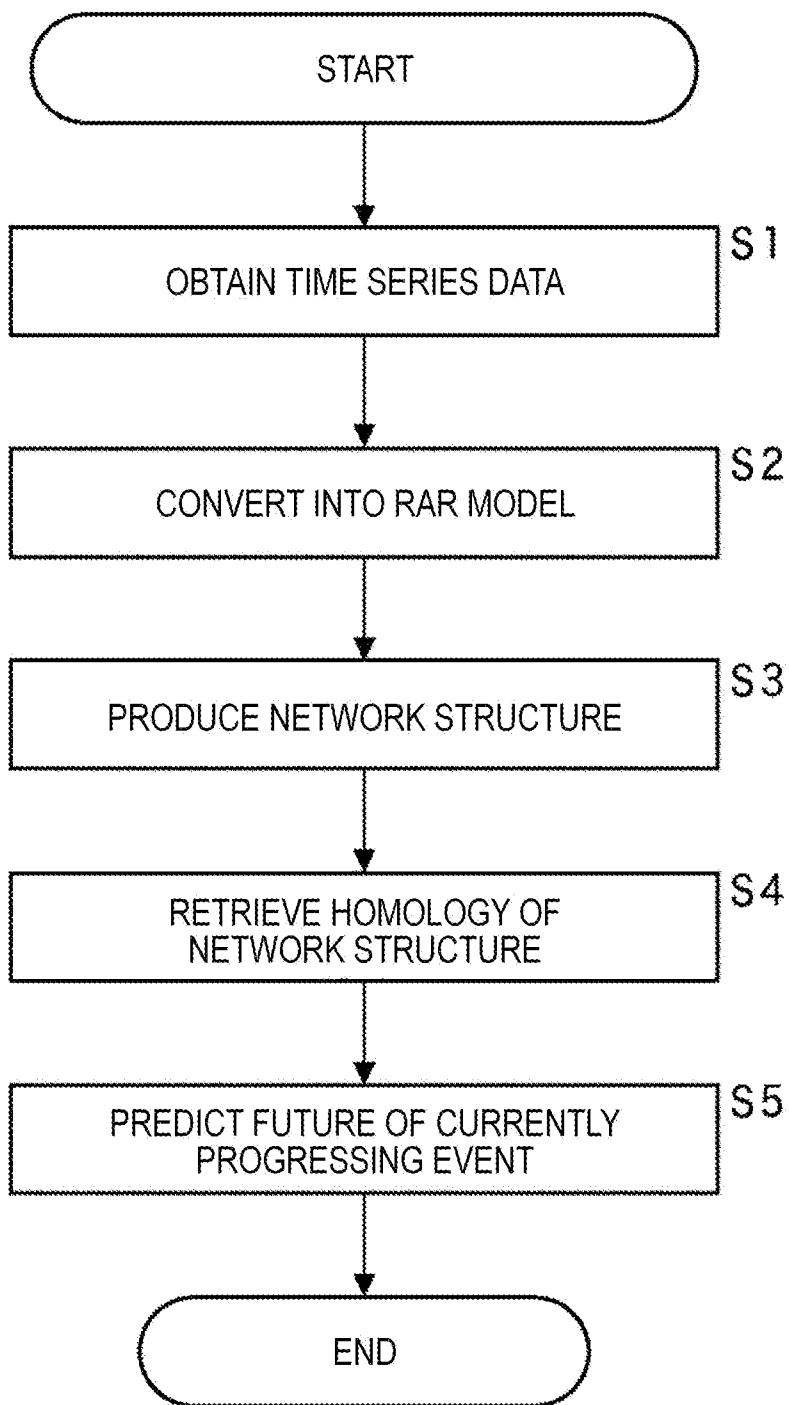 START
S1
OBTAIN TIME SERIES DATA
S2
CONVERT INTO RAR MODEL
S3
PRODUCE NETWORK STRUCTURE
S4
RETRIEVE HOMOLOGY OF
NETWORK STRUCTURE
S5
PREDICT FUTURE OF CURRENTLY
PROGRESSING EVENT
END